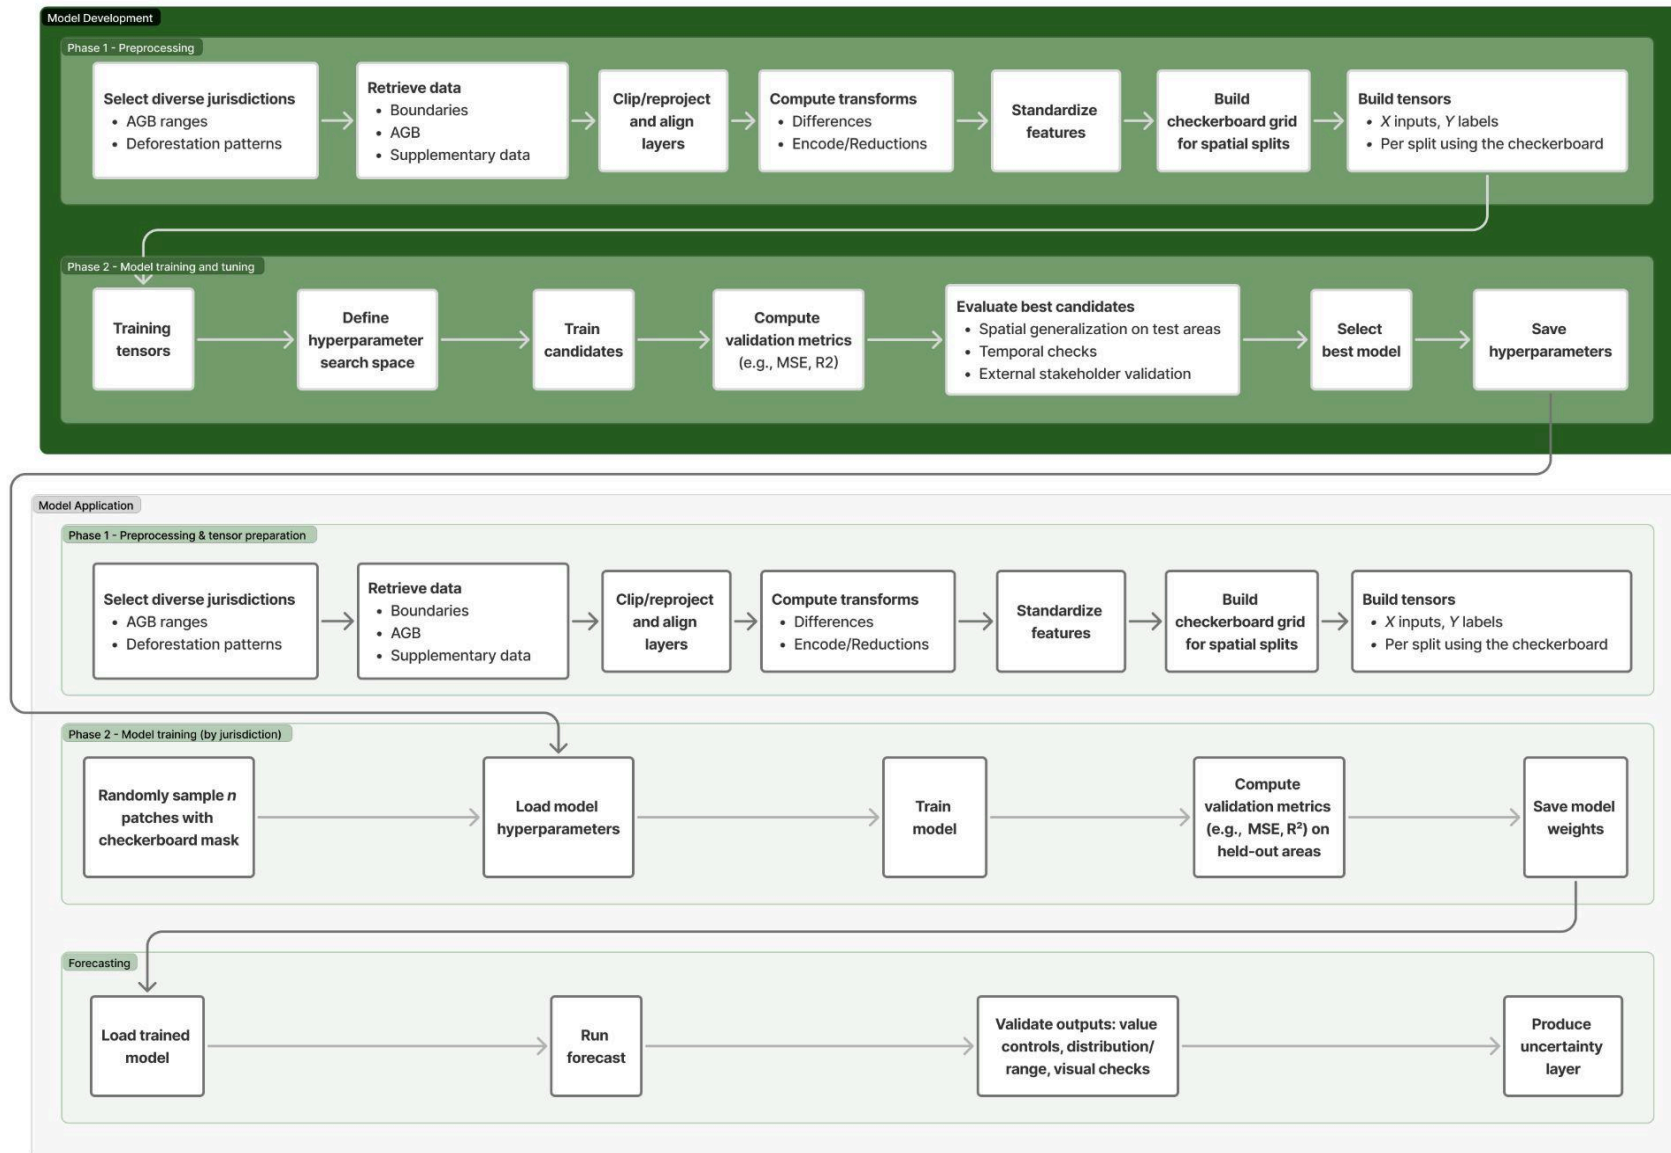 Model Development
Phase 1 - Preprocessing
Select diverse jurisdictions
• AGB ranges
• Deforestation patterns
Retrieve data
• Boundaries
• AGB
• Supplementary data
Clip/reproject
and align
layers
Compute transforms
• Differences
• Encode/Reductions
Standardize
features
Build
checkerboard grid
for spatial splits
Build tensors
• X inputs, Y labels
• Per split using the checkerboard
Phase 2 - Model training and tuning
Training
tensors
Define
hyperparameter
search space
Train
candidates
Compute
validation metrics
(e.g., MSE, R2)
Evaluate best candidates
• Spatial generalization on test areas
• Temporal checks
• External stakeholder validation
Select
best model
Save
hyperparameters
Model Application
Phase 1 - Preprocessing & tensor preparation
Select diverse jurisdictions
• AGB ranges
• Deforestation patterns
Retrieve data
• Boundaries
• AGB
• Supplementary data
Clip/reproject
and align
layers
Compute transforms
• Differences
• Encode/Reductions
Standardize
features
Build
checkerboard grid
for spatial splits
Build tensors
• X inputs, Y labels
• Per split using the checkerboard
Phase 2 - Model training (by jurisdiction)
Randomly sample n
patches with
checkerboard mask
Load model
hyperparameters
Train
model
Compute
validation metrics
(e.g., MSE, R²) on
held-out areas
Save model
weights
Forecasting
Load trained
model
Run
forecast
Validate outputs: value
controls, distribution/
range, visual checks
Produce
uncertainty
layer